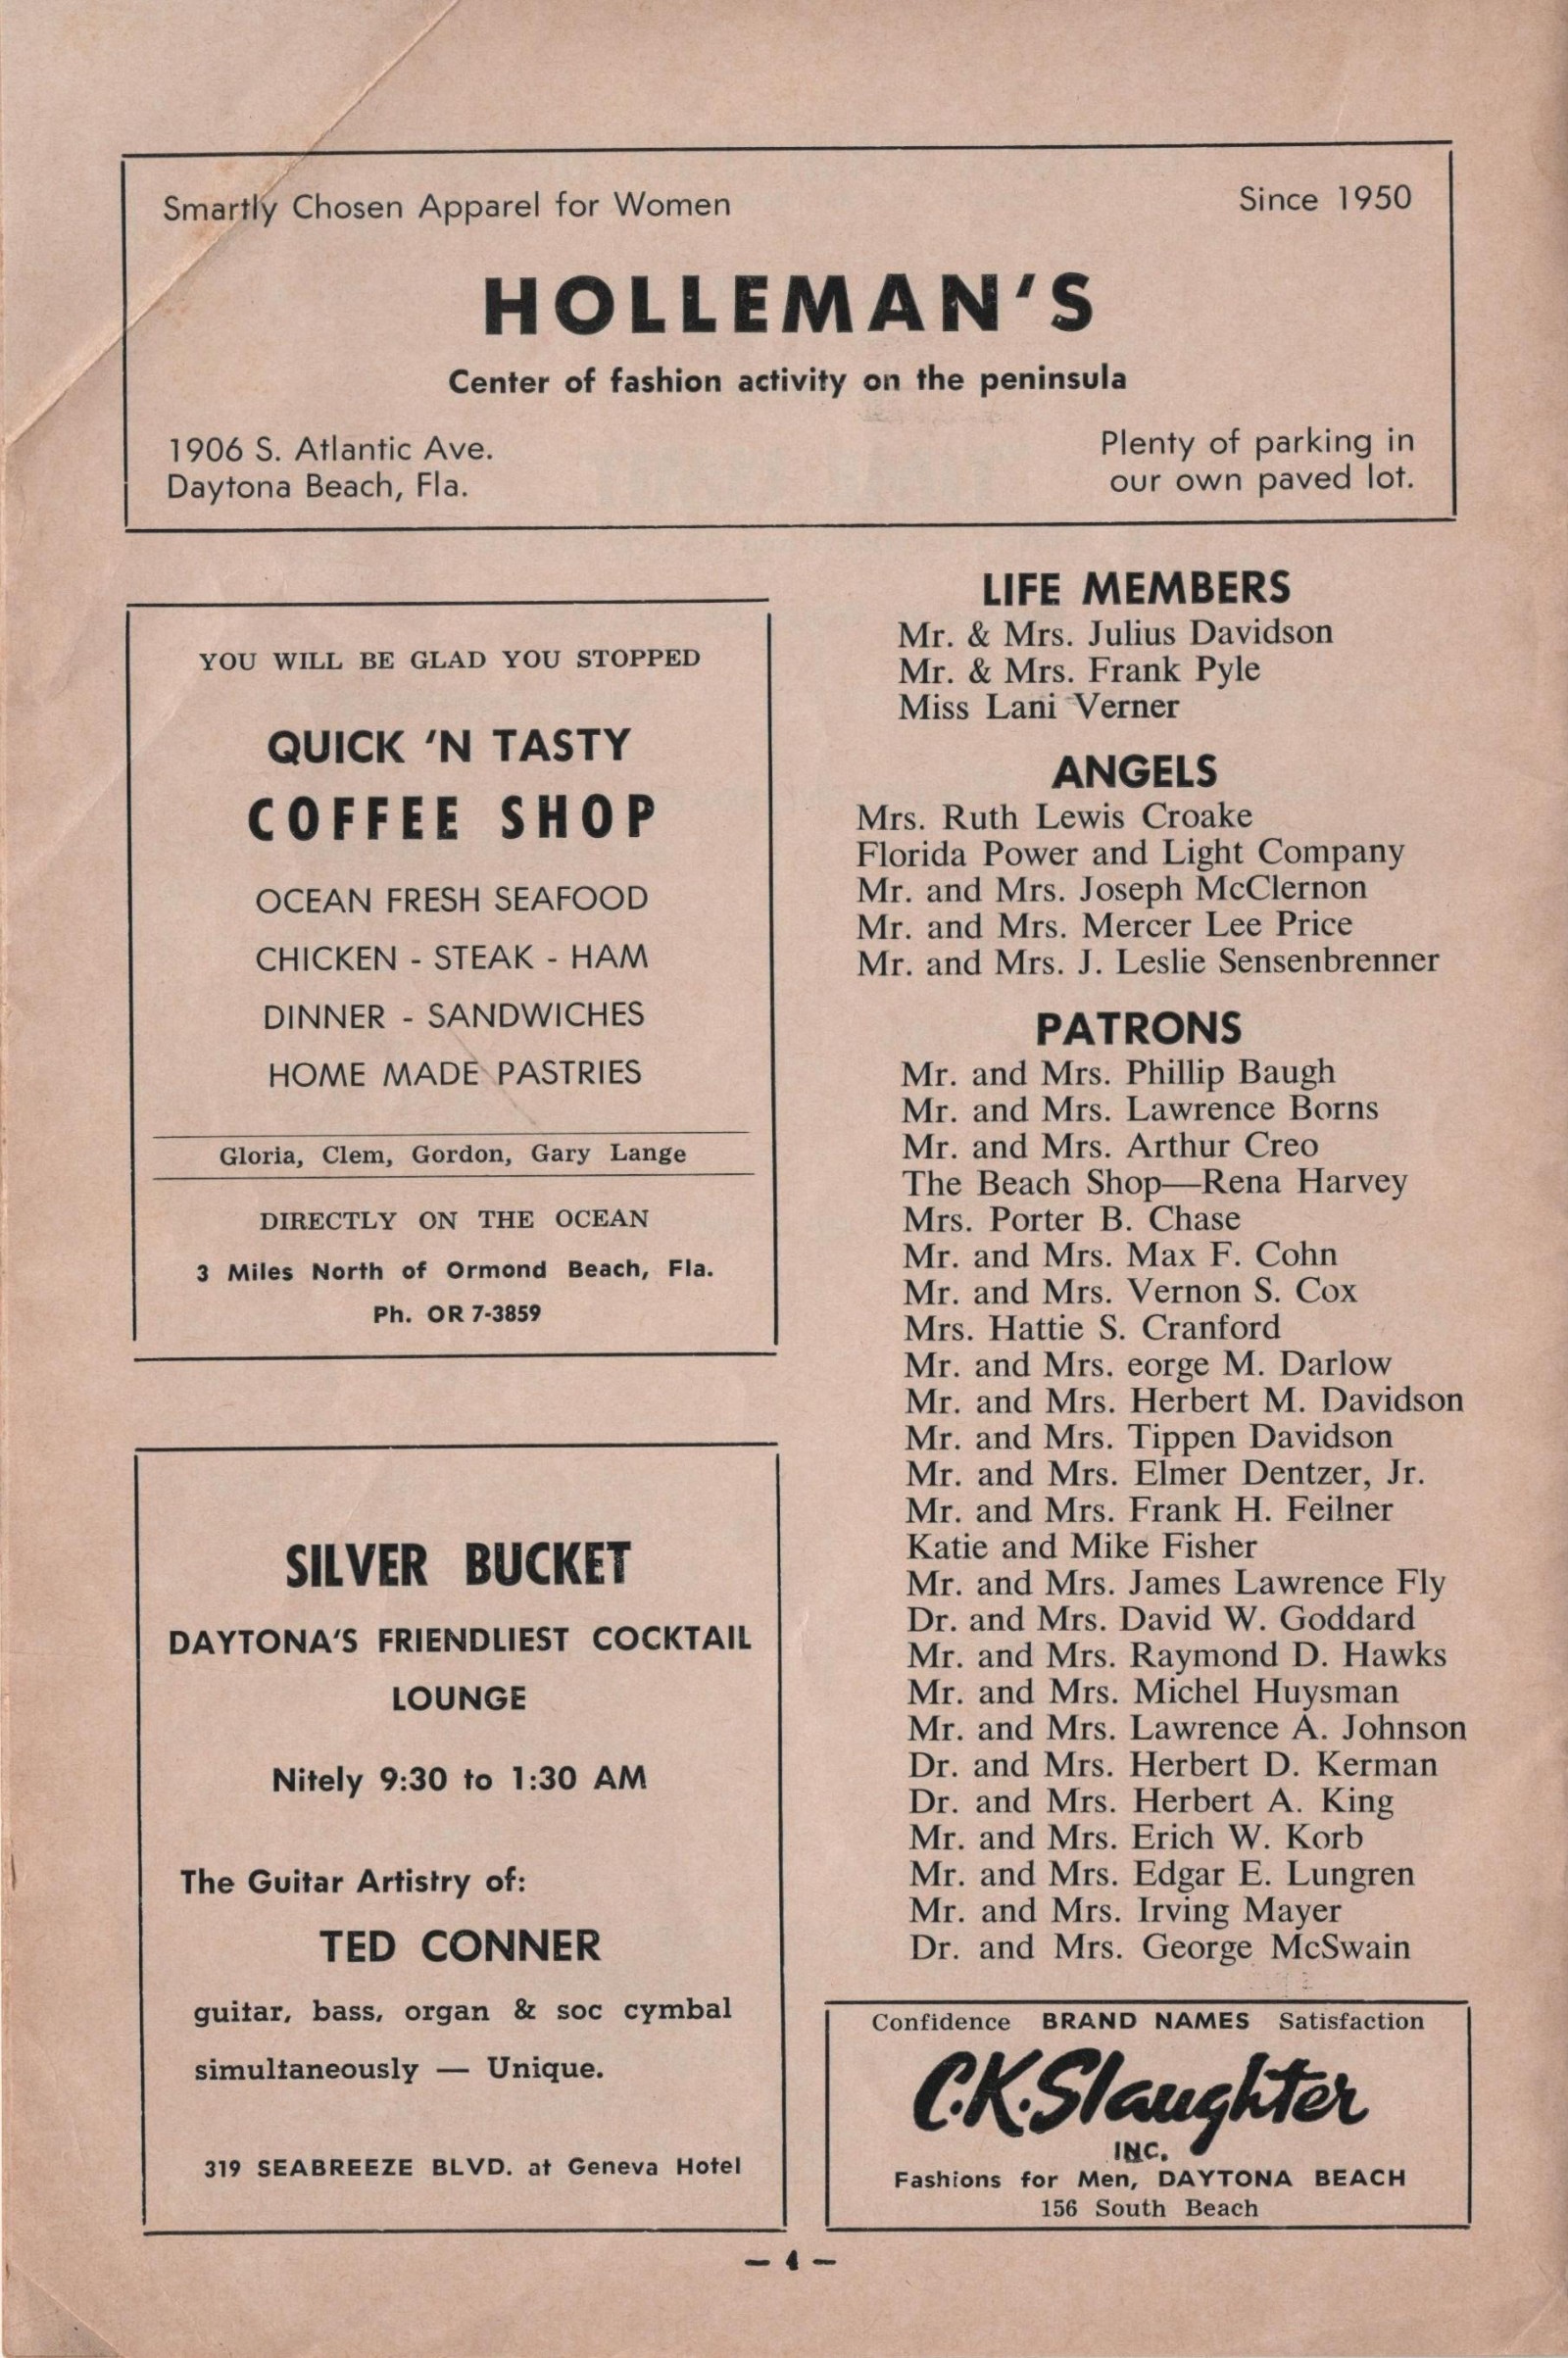 Smartly Chosen Apparel for Women
Since 1950
HOLLEMAN'S
Center of fashion activity on the peninsula
1906 S. Atlantic Ave.
Daytona Beach, Fla.
Plenty of parking in
our own paved lot.
YOU WILL BE GLAD YOU STOPPED
QUICK 'N TASTY
COFFEE SHOP
OCEAN FRESH SEAFOOD
CHICKEN - STEAK - HAM
DINNER - SANDWICHES
HOME MADE PASTRIES
Gloria, Clem, Gordon, Gary Lange
DIRECTLY ON THE OCEAN
3 Miles North of Ormond Beach, Fla.
Ph. OR 7-3859
SILVER BUCKET
DAYTONA'S FRIENDLIEST COCKTAIL
LOUNGE
Nitely 9:30 to 1:30 AM
The Guitar Artistry of:
TED CONNER
guitar, bass, organ & soc cymbal
simultaneously — Unique.
319 SEABREEZE BLVD. at Geneva Hotel
LIFE MEMBERS
Mr. & Mrs. Julius Davidson
Mr. & Mrs. Frank Pyle
Miss Lani Verner
ANGELS
Mrs. Ruth Lewis Croake
Florida Power and Light Company
Mr. and Mrs. Joseph McClernon
Mr. and Mrs. Mercer Lee Price
Mr. and Mrs. J. Leslie Sensenbrenner
PATRONS
Mr. and Mrs. Phillip Baugh
Mr. and Mrs. Lawrence Borns
Mr. and Mrs. Arthur Creo
The Beach Shop—Rena Harvey
Mrs. Porter B. Chase
Mr. and Mrs. Max F. Cohn
Mr. and Mrs. Vernon S. Cox
Mrs. Hattie S. Cranford
Mr. and Mrs. eorge M. Darlow
Mr. and Mrs. Herbert M. Davidson
Mr. and Mrs. Tippen Davidson
Mr. and Mrs. Elmer Dentzer, Jr.
Mr. and Mrs. Frank H. Feilner
Katie and Mike Fisher
Mr. and Mrs. James Lawrence Fly
Dr. and Mrs. David W. Goddard
Mr. and Mrs. Raymond D. Hawks
Mr. and Mrs. Michel Huysman
Mr. and Mrs. Lawrence A. Johnson
Dr. and Mrs. Herbert D. Kerman
Dr. and Mrs. Herbert A. King
Mr. and Mrs. Erich W. Korb
Mr. and Mrs. Edgar E. Lungren
Mr. and Mrs. Irving Mayer
Dr. and Mrs. George McSwain
Confidence BRAND NAMES Satisfaction
C.K. Slaughter
INC.
Fashions for Men, DAYTONA BEACH
156 South Beach
— 4 —